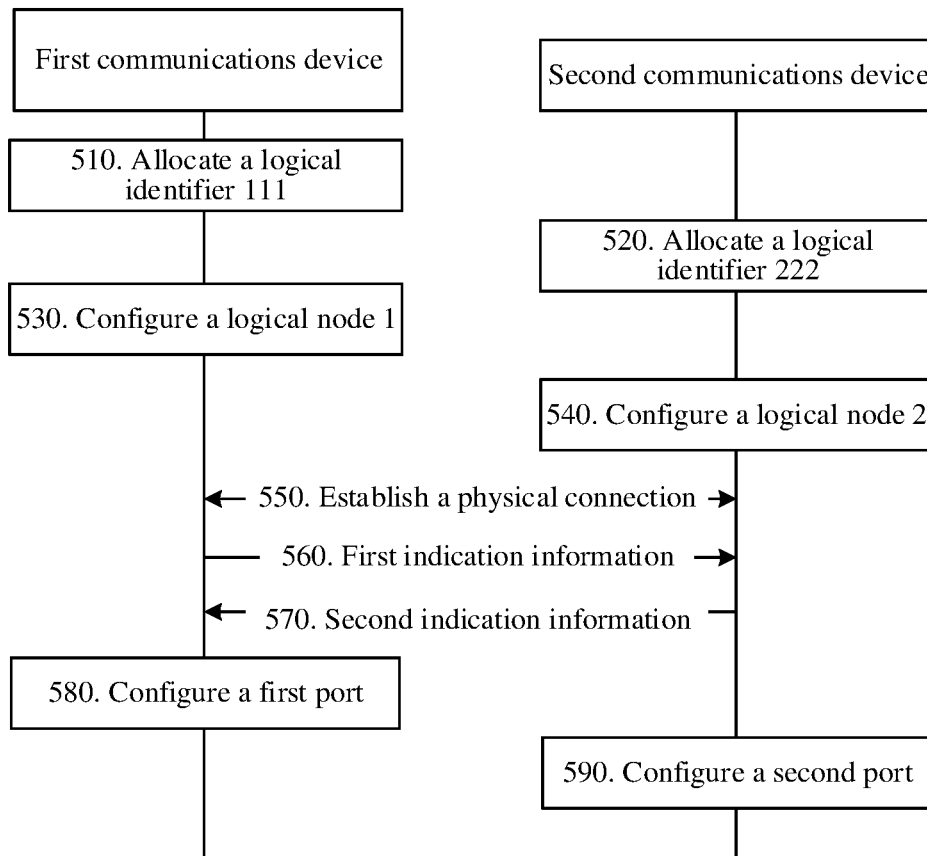 First communications device
Second communications device
510. Allocate a logical
identifier 111
520. Allocate a logical
identifier 222
530. Configure a logical node 1
540. Configure a logical node 2
550. Establish a physical connection
560. First indication information
570. Second indication information
580. Configure a first port
590. Configure a second port